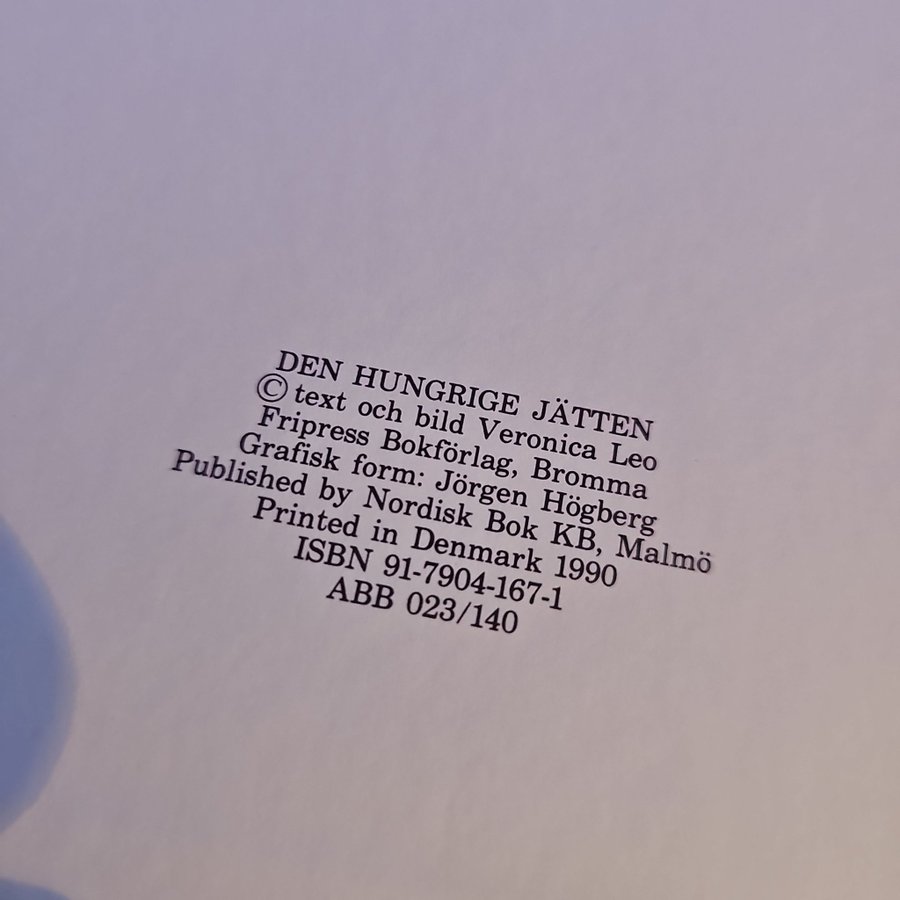 DEN HUNGRIGE JÄTTEN
© text och bild Veronica Leo
Fripress Bokförlag, Bromma
Grafisk form: Jörgen Högberg
Published by Nordisk Bok KB, Malmö
Printed in Denmark 1990
ISBN 91-7904-167-1
ABB 023/140